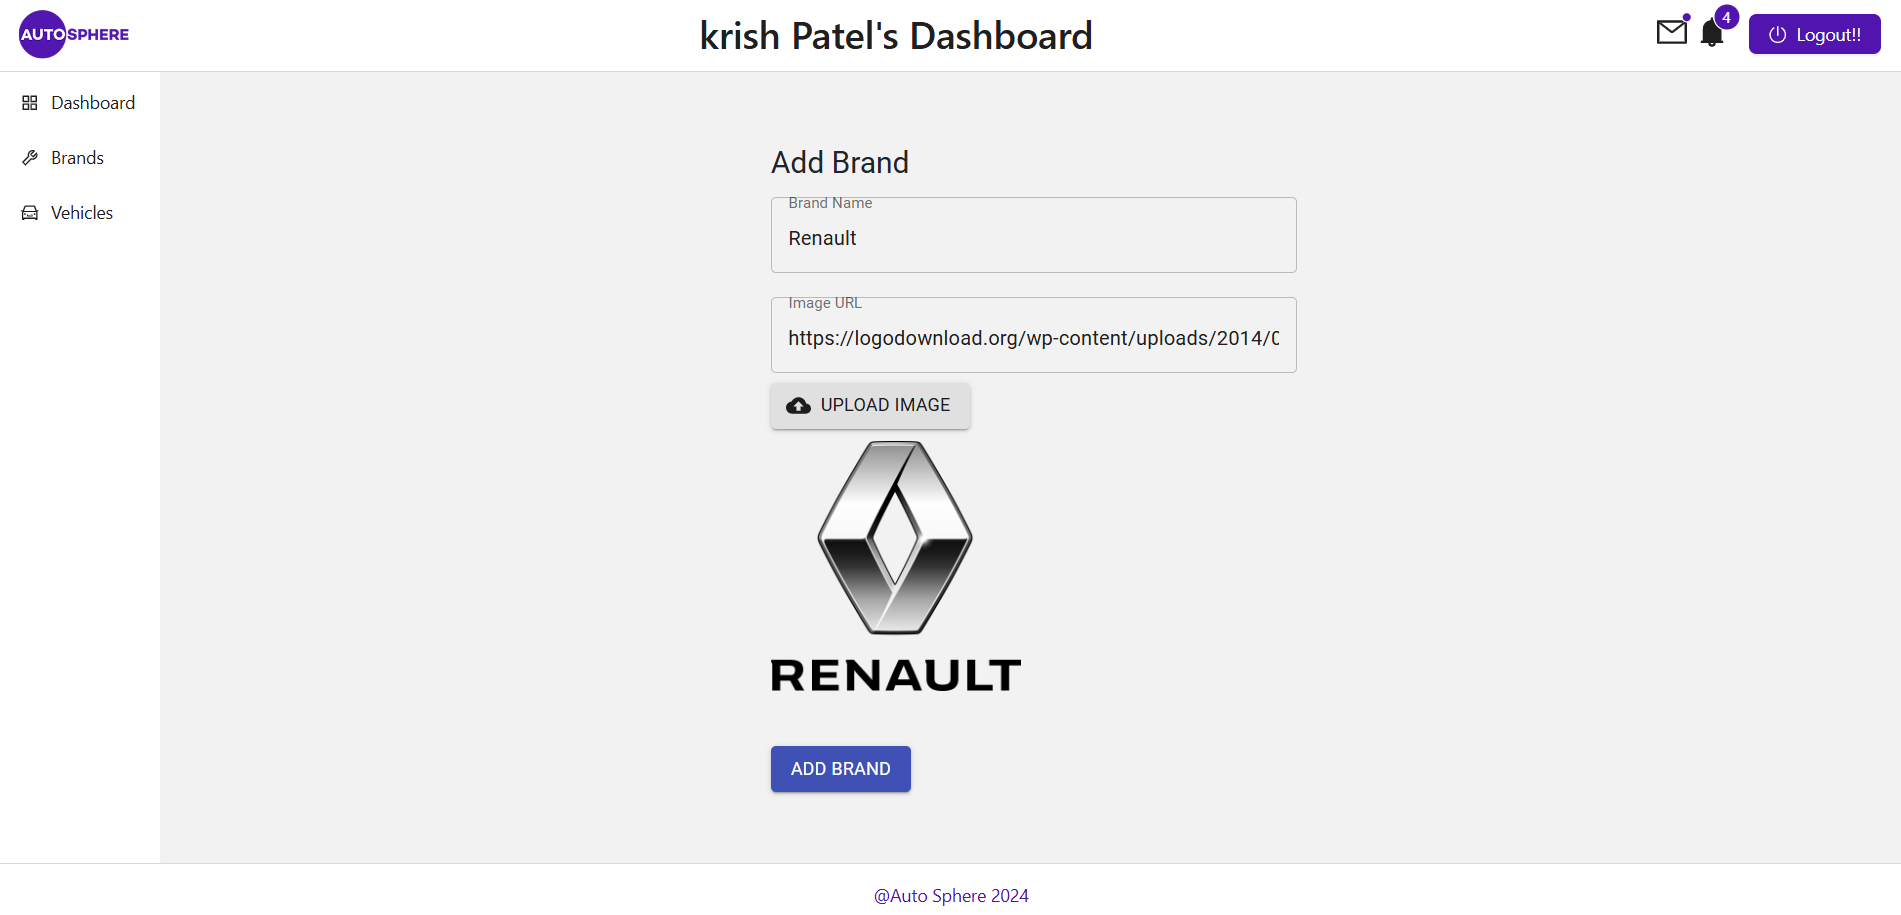 AUTOSPHERE
krish Patel's Dashboard
4
Logout!!
Dashboard
Brands
Vehicles
Add Brand
Brand Name
Renault
Image URL
https://logodownload.org/wp-content/uploads/2014/0
UPLOAD IMAGE
RENAULT
ADD BRAND
@Auto Sphere 2024